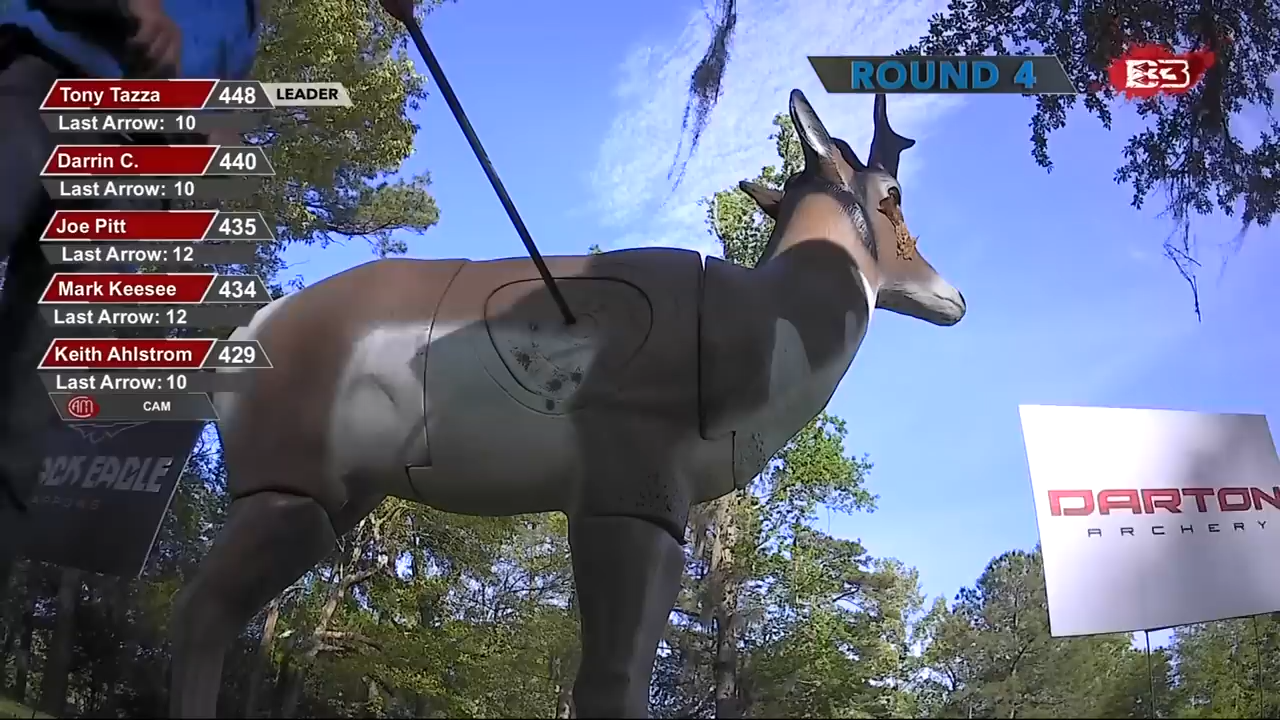 ROUND 4
B3
Tony Tazza 448 LEADER
Last Arrow: 10
Darrin C. 440
Last Arrow: 10
Joe Pitt 435
Last Arrow: 12
Mark Keesee 434
Last Arrow: 12
Keith Ahlstrom 429
Last Arrow: 10
AM CAM
CK EAGLE
ARROWS
DARTON
ARCHERY